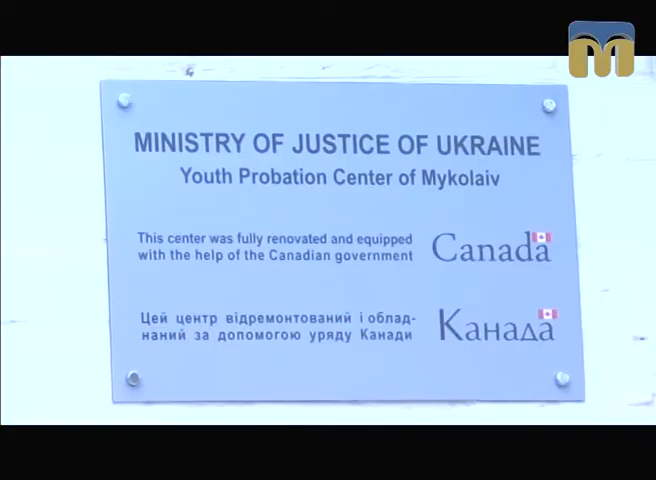 MINISTRY OF JUSTICE OF UKRAINE
Youth Probation Center of Mykolaiv
This center was fully renovated and equipped
with the help of the Canadian government
Canada
Цей центр відремонтований і облад-
наний за допомогою уряду Канади
Канада